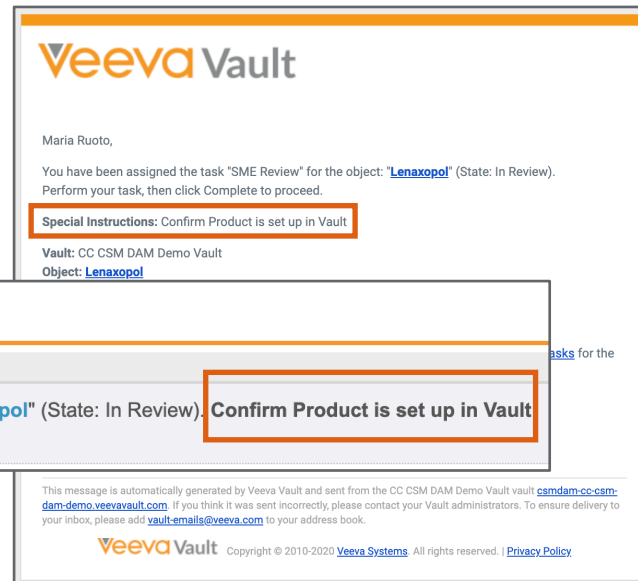 Veeva Vault
Maria Ruoto,
You have been assigned the task "SME Review" for the object: "Lenaxopol" (State: In Review).
Perform your task, then click Complete to proceed.
Special Instructions: Confirm Product is set up in Vault
Vault: CC CSM DAM Demo Vault
Object: Lenaxopol
asks for the
pol" (State: In Review). Confirm Product is set up in Vault
This message is automatically generated by Veeva Vault and sent from the CC CSM DAM Demo Vault vault csmdam-cc-csm-
dam-demo.veevavault.com. If you think it was sent incorrectly, please contact your Vault administrators. To ensure delivery to
your inbox, please add vault-emails@veeva.com to your address book.
Veeva Vault Copyright © 2010-2020 Veeva Systems. All rights reserved. | Privacy Policy